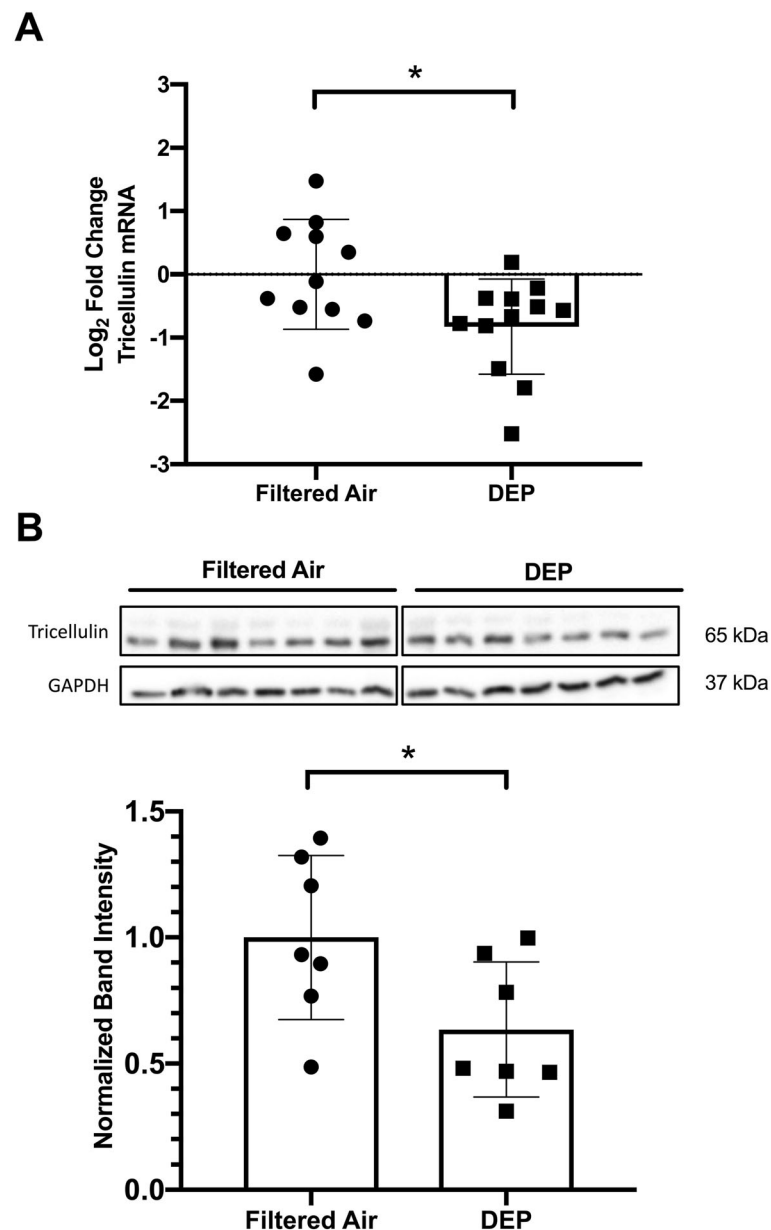 A
*
Log2 Fold Change
Tricellulin mRNA
3
2
1
0
-1
-2
-3
Filtered Air DEP
B
Filtered Air DEP
Tricellulin 65 kDa
GAPDH 37 kDa
*
Normalized Band Intensity
1.5
1.0
0.5
0.0
Filtered Air DEP